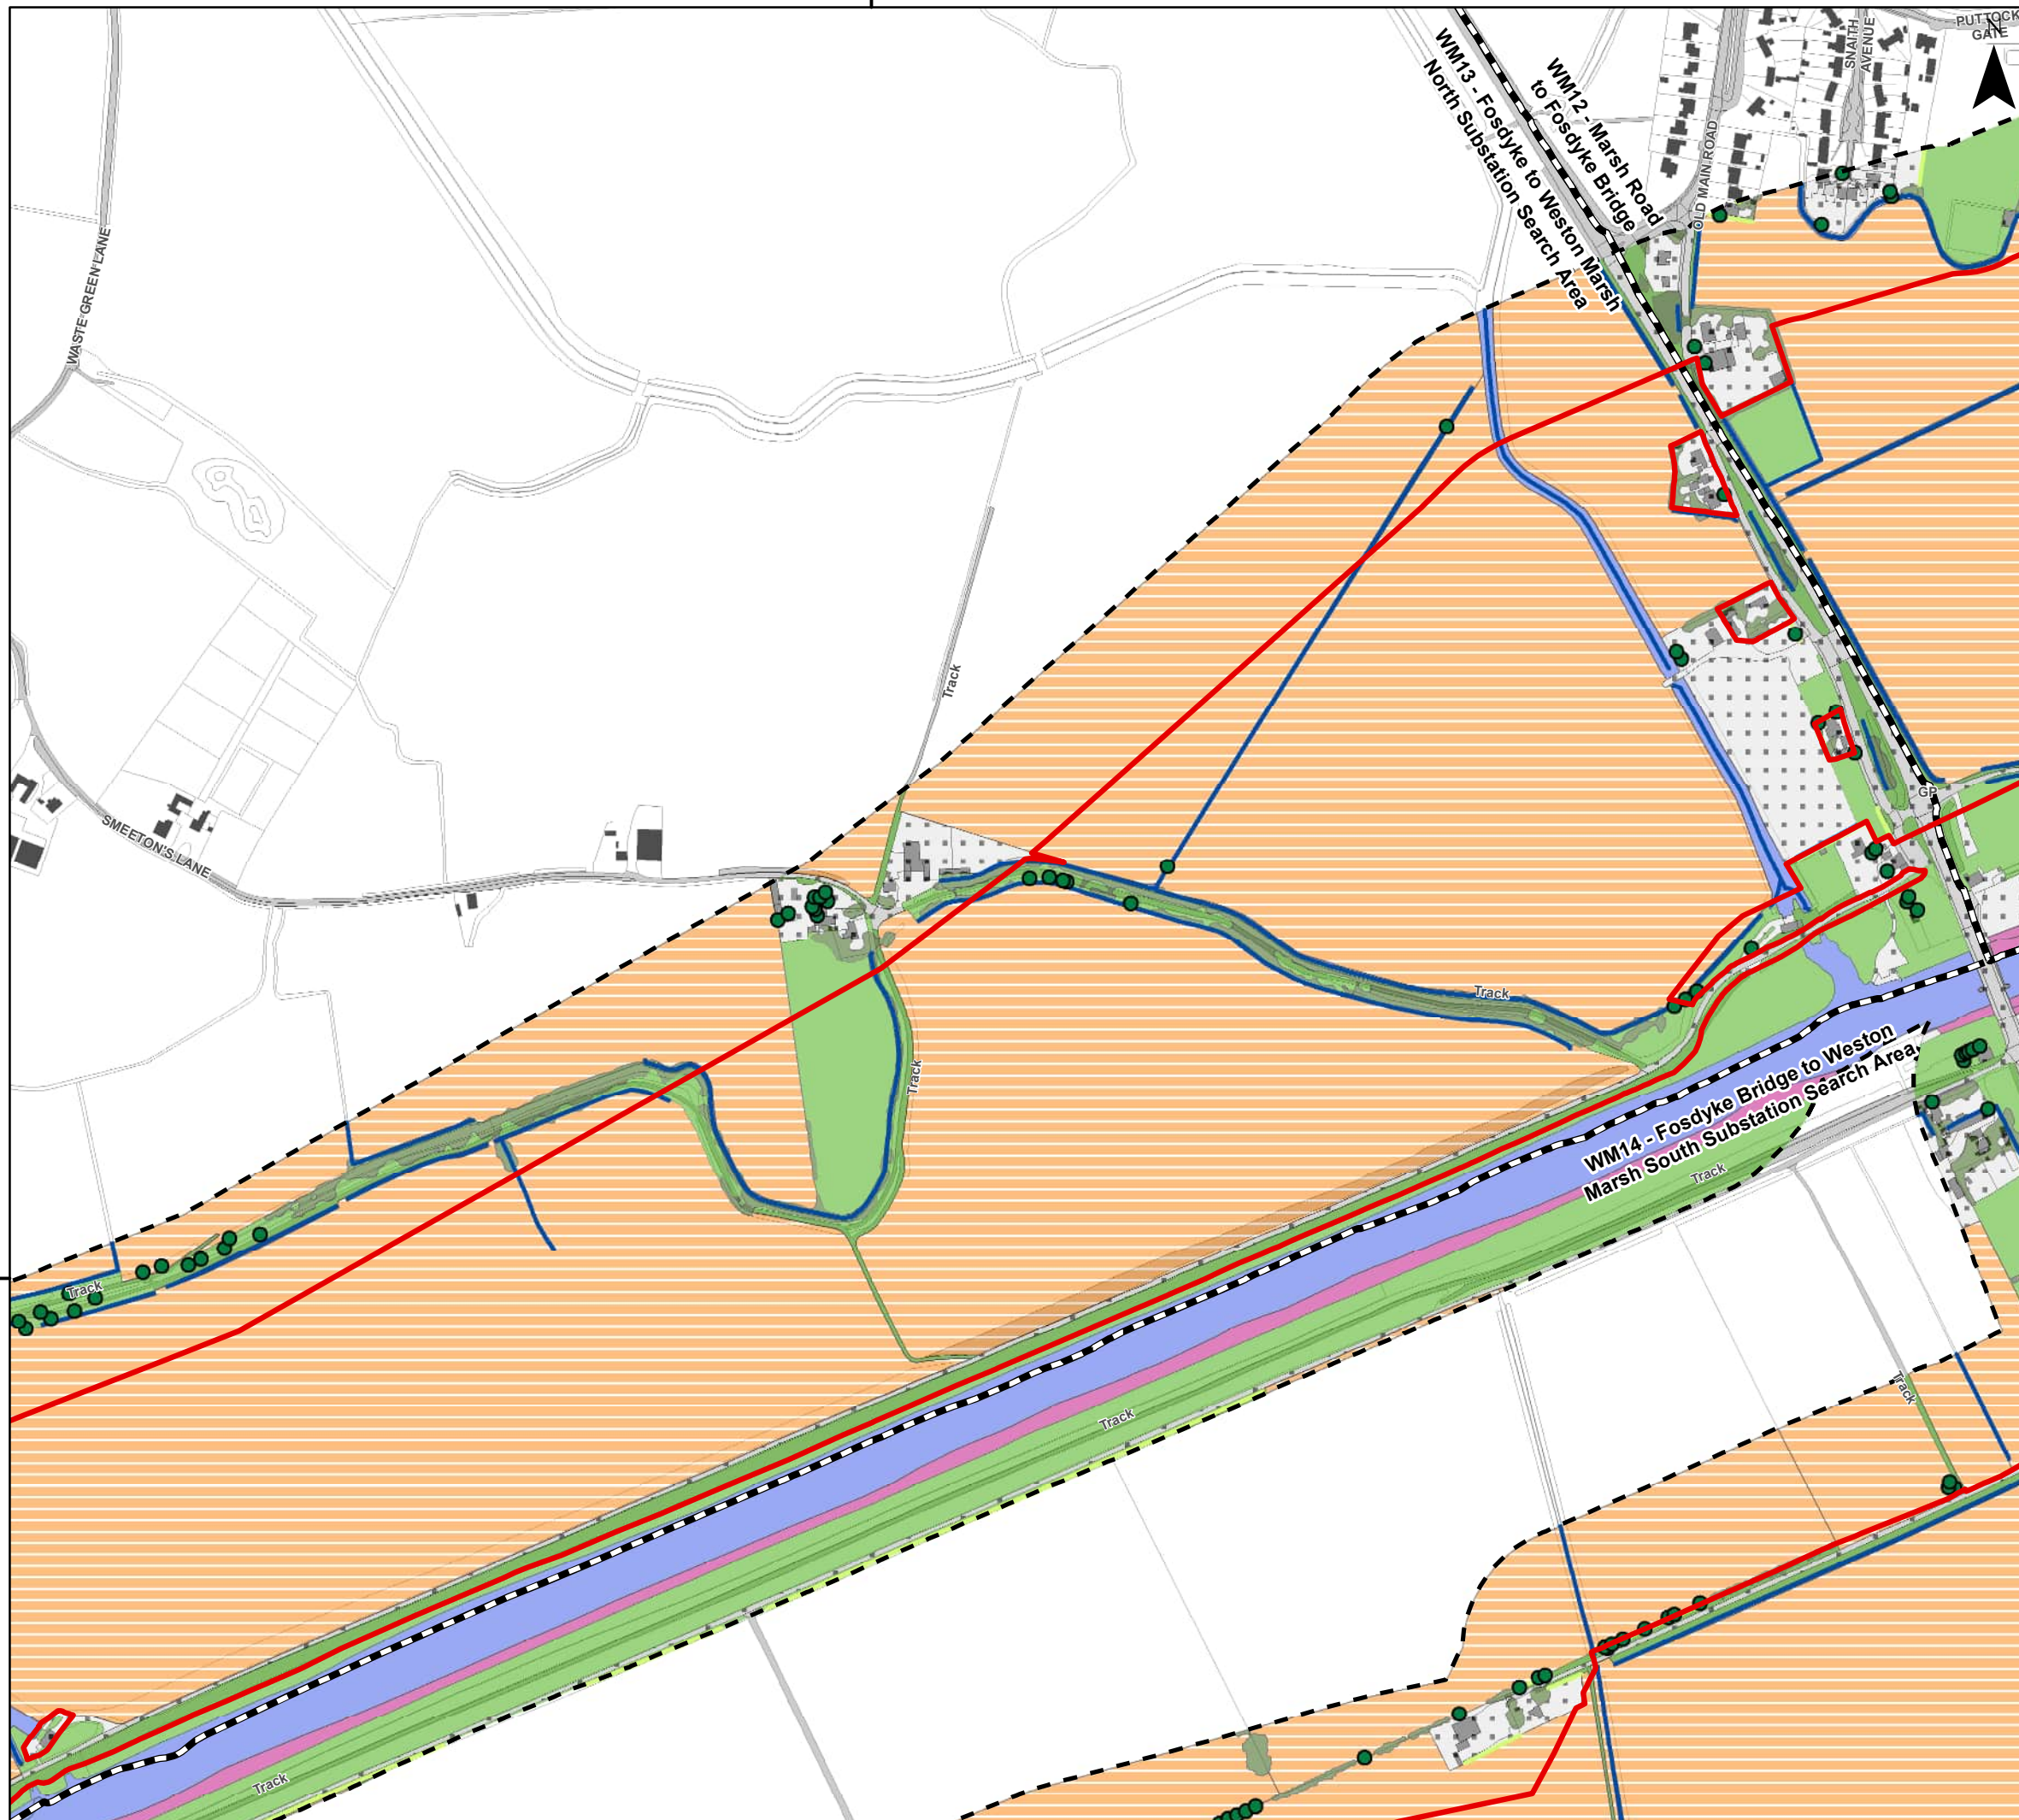 PUTTOCK
GATE
N
SNAITH
AVENUE
WM13 - Fosdyke to Weston Marsh
North Substation Search Area
WM12 - Marsh Road
to Fosdyke Bridge
OLD MAIN ROAD
WASTE GREEN LANE
Track
GP
SMEETON'S LANE
Track
Track
WM14 - Fosdyke Bridge to Weston
Marsh South Substation Search Area
Track
Track
Track
Track
Track